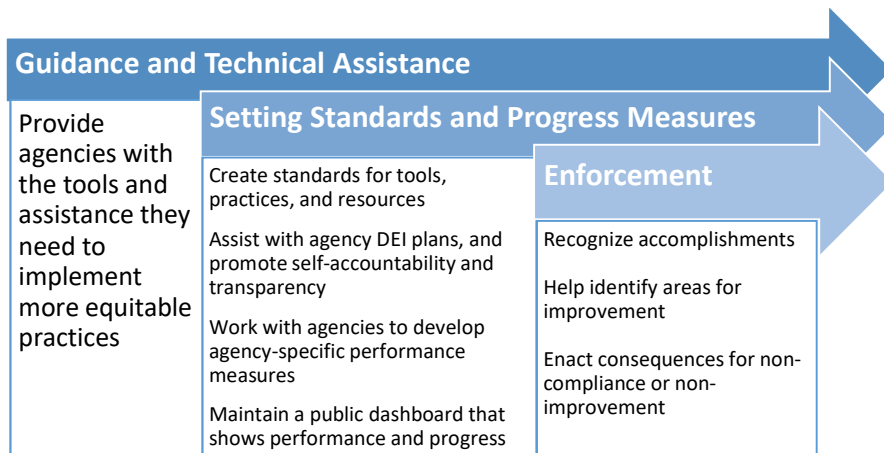 Guidance and Technical Assistance
Provide
agencies with
the tools and
assistance they
need to
implement
more equitable
practices
Setting Standards and Progress Measures
Create standards for tools,
practices, and resources
Assist with agency DEI plans, and
promote self-accountability and
transparency
Work with agencies to develop
agency-specific performance
measures
Maintain a public dashboard that
shows performance and progress
Enforcement
Recognize accomplishments
Help identify areas for
improvement
Enact consequences for non-
compliance or non-
improvement